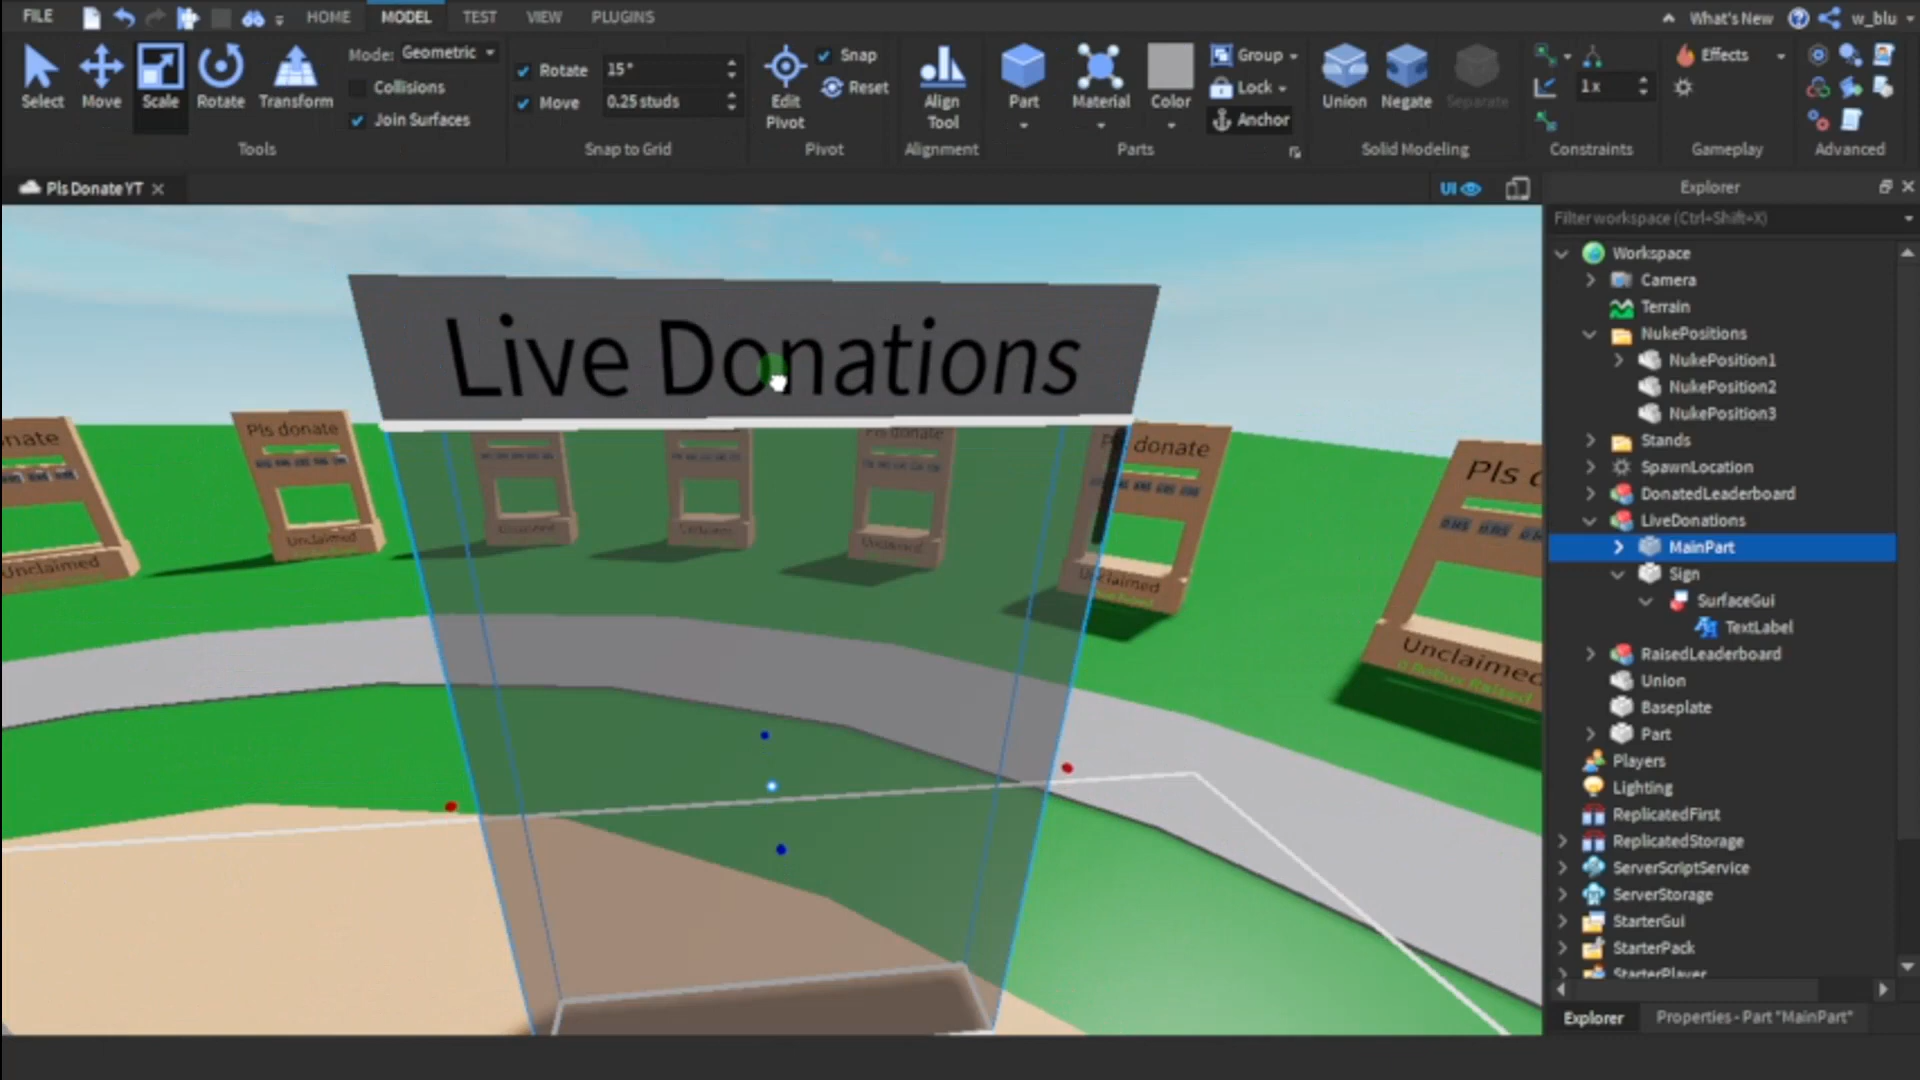 FILE HOME MODEL TEST VIEW PLUGINS What's New w_blu
Select Move Scale Rotate Transform
Mode: Geometric
Collisions
Join Surfaces
Tools
Rotate 15°
Move 0.25 studs
Snap to Grid
Edit Pivot
Snap
Reset
Pivot
Align Tool
Alignment
Part Material Color
Group
Lock
Anchor
Parts
Union Negate Separate
Solid Modeling
1x
Constraints
Effects
Gameplay
Advanced
Pls Donate YT
UI
Explorer
Filter workspace (Ctrl+Shift+X)
Workspace
Camera
Terrain
NukePositions
NukePosition1
NukePosition2
NukePosition3
Stands
SpawnLocation
DonatedLeaderboard
LiveDonations
MainPart
Sign
SurfaceGui
TextLabel
RaisedLeaderboard
Union
Baseplate
Part
Players
Lighting
ReplicatedFirst
ReplicatedStorage
ServerScriptService
ServerStorage
StarterGui
StarterPack
StarterPlayer
Explorer Properties - Part "MainPart"
Live Donations
Pls donate
Unclaimed
Unclaimed
donate
Unclaimed
Pls
Unclaimed
0 Robux Raised